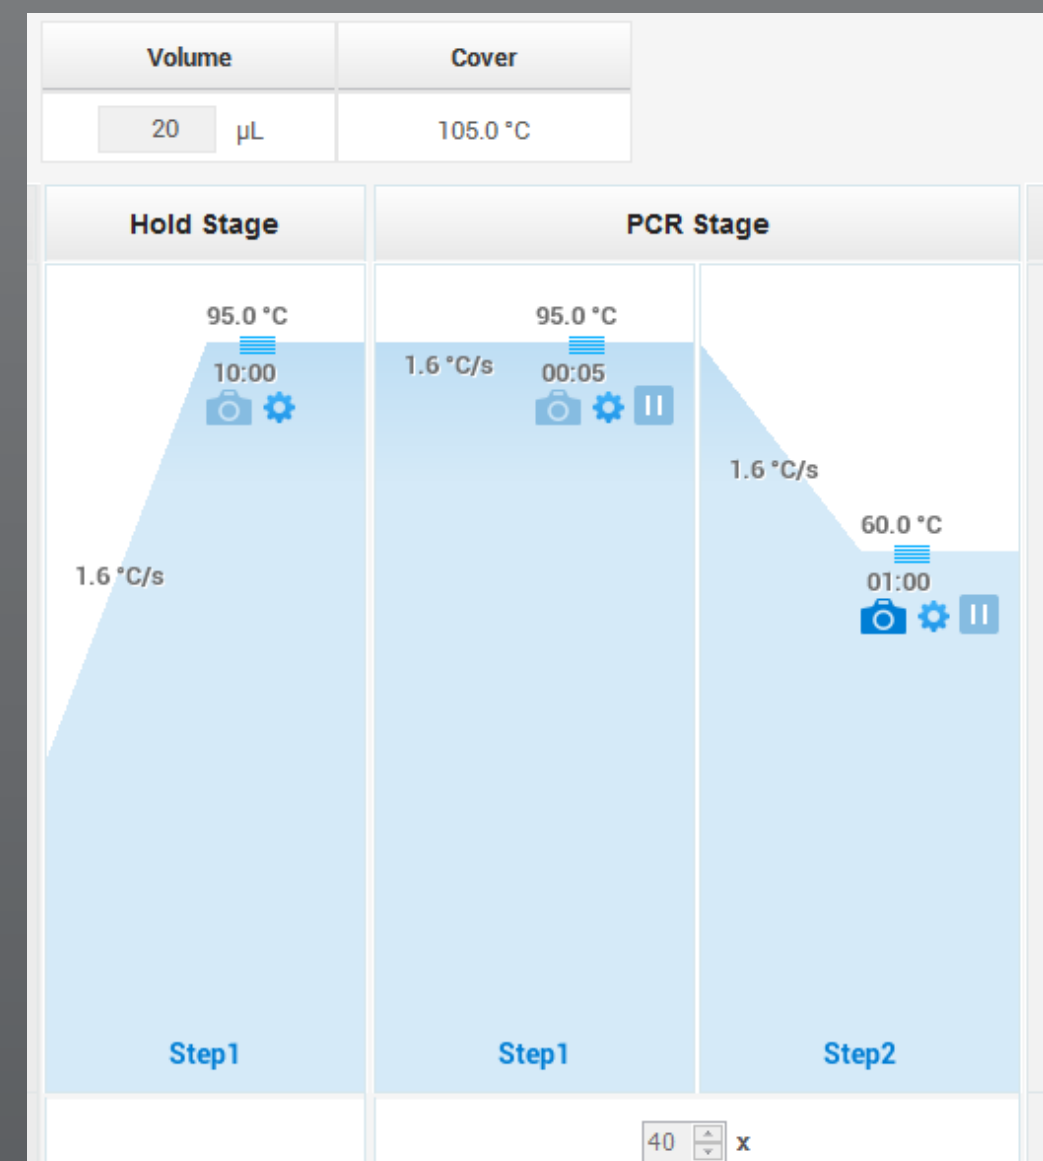 Volume Cover
20 µL 105.0 °C
Hold Stage PCR Stage
95.0 °C 95.0 °C
1.6 °C/s
10:00 00:05
1.6 °C/s
60.0 °C
1.6 °C/s
01:00
Step1 Step1 Step2
40 x